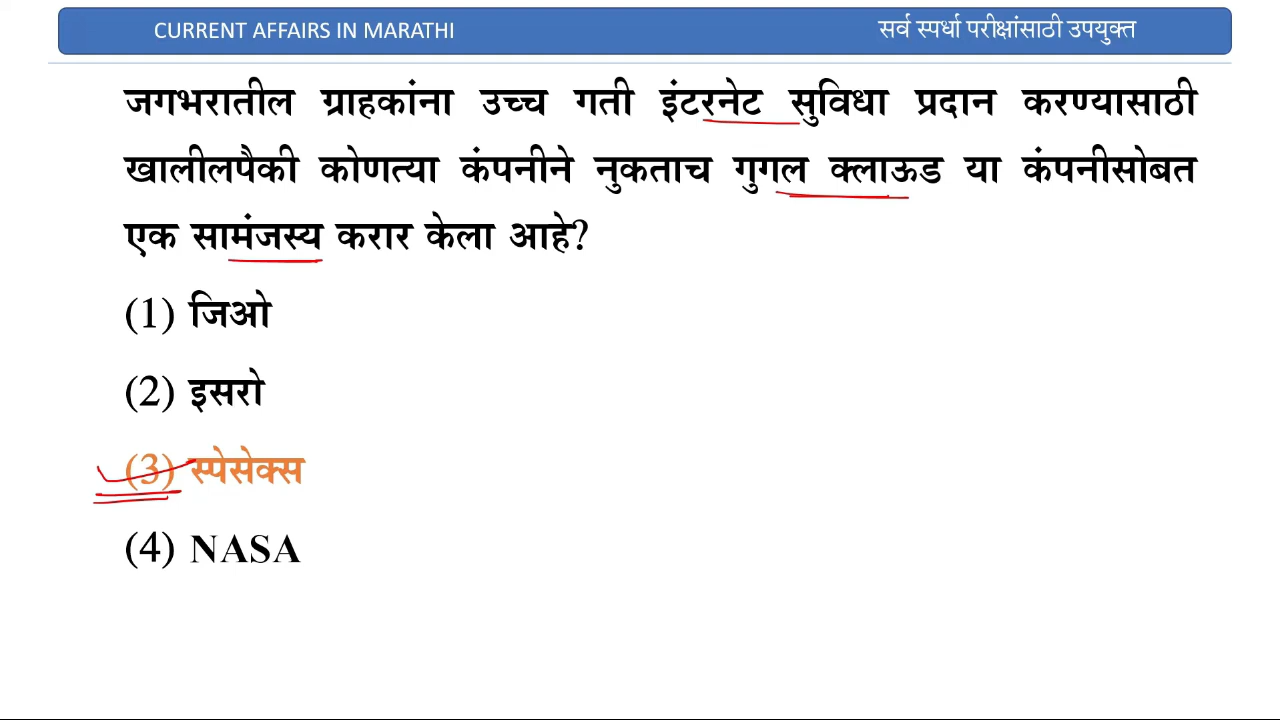 CURRENT AFFAIRS IN MARATHI
सर्व स्पर्धा परीक्षांसाठी उपयुक्त
जगभरातील ग्राहकांना उच्च गती इंटरनेट सुविधा प्रदान करण्यासाठी
खालीलपैकी कोणत्या कंपनीने नुकताच गुगल क्लाऊड या कंपनीसोबत
एक सामंजस्य करार केला आहे?
(1) जिओ
(2) इसरो
(3) स्पेसेक्स
(4) NASA